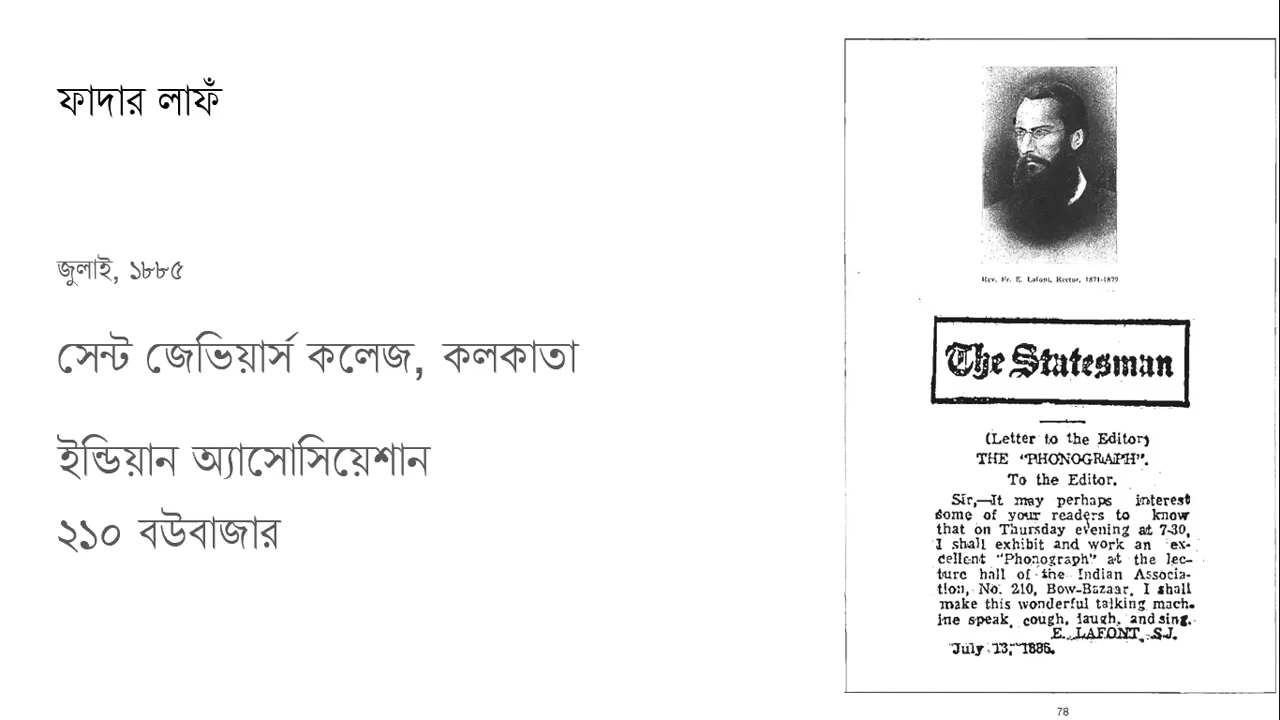 ফাদার লাফঁ
জুলাই, ১৮৮৫
সেন্ট জেভিয়ার্স কলেজ, কলকাতা
ইন্ডিয়ান অ্যাসোসিয়েশান
২১০ বউবাজার
Rev. Fr. E. Lafont, Rector, 1871-1879
The Statesman
(Letter to the Editor)
THE "PHONOGRAPH".
To the Editor.
Sir,—It may perhaps interest
some of your readers to know
that on Thursday evening at 7-30,
I shall exhibit and work an ex-
cellent "Phonograph" at the lec-
ture hall of the Indian Associa-
tion, No. 210, Bow-Bazaar, I shall
make this wonderful talking mach-
ine speak, cough, laugh, and sing.
E. LAFONT, S.J.
July 13,
78